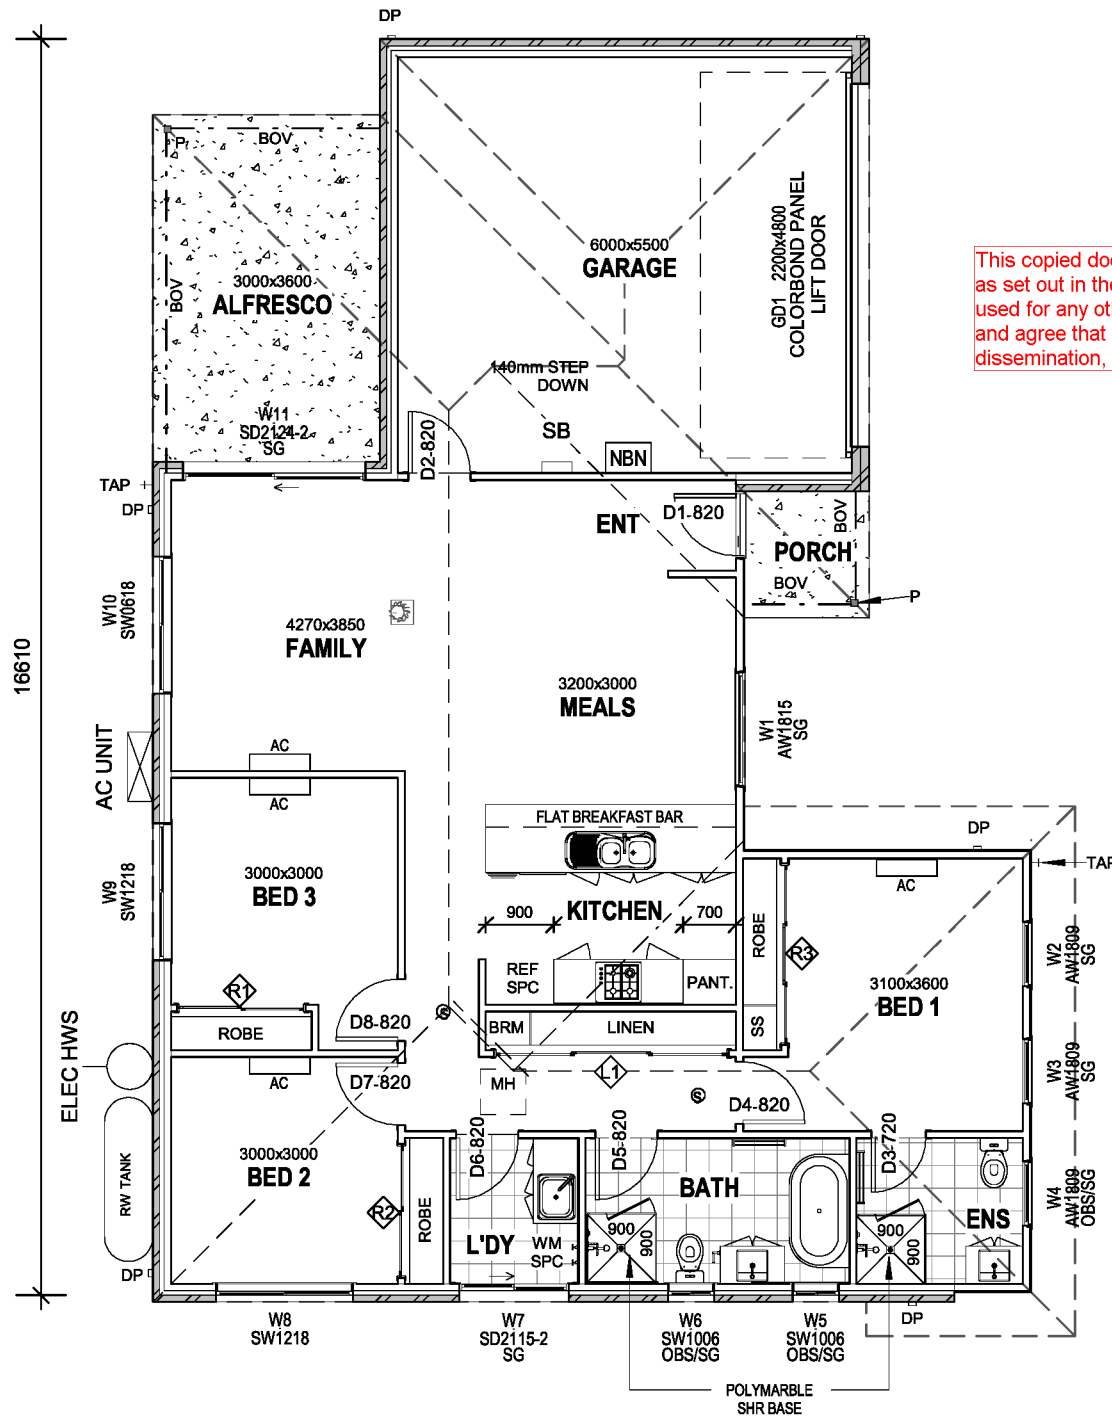 DP
BOV
P
BOV
3000x3600
ALFRESCO
6000x5500
GARAGE
GD1 2200x4800
COLORBOND PANEL
LIFT DOOR
This copied doc
as set out in the
used for any ot
and agree that
dissemination,
140mm STEP
DOWN
W11
SD2124-2
SG
D2-820
SB
NBN
TAP
DP
ENT
D1-820
BOV
PORCH
BOV
P
W10
SW0618
4270x3850
FAMILY
16610
3200x3000
MEALS
W1
AW1815
SG
AC UNIT
AC
AC
FLAT BREAKFAST BAR
DP
TAP
W9
SW1218
3000x3000
BED 3
KITCHEN
900
700
ROBE
R3
AC
W2
AW1809
SG
REF
SPC
PANT.
3100x3600
BED 1
R1
ROBE
D8-820
S
BRM
LINEN
SS
ELEC HWS
AC
D7-820
MH
L1
S
D4-820
W3
AW1809
SG
RW TANK
3000x3000
BED 2
R2
ROBE
D6-820
D5-820
D3-720
BATH
W4
AW1809
OBS/SG
L'DY
WM
SPC
900
900
900
900
ENS
DP
W8
SW1218
W7
SD2115-2
SG
W6
SW1006
OBS/SG
W5
SW1006
OBS/SG
DP
POLYMARBLE
SHR BASE